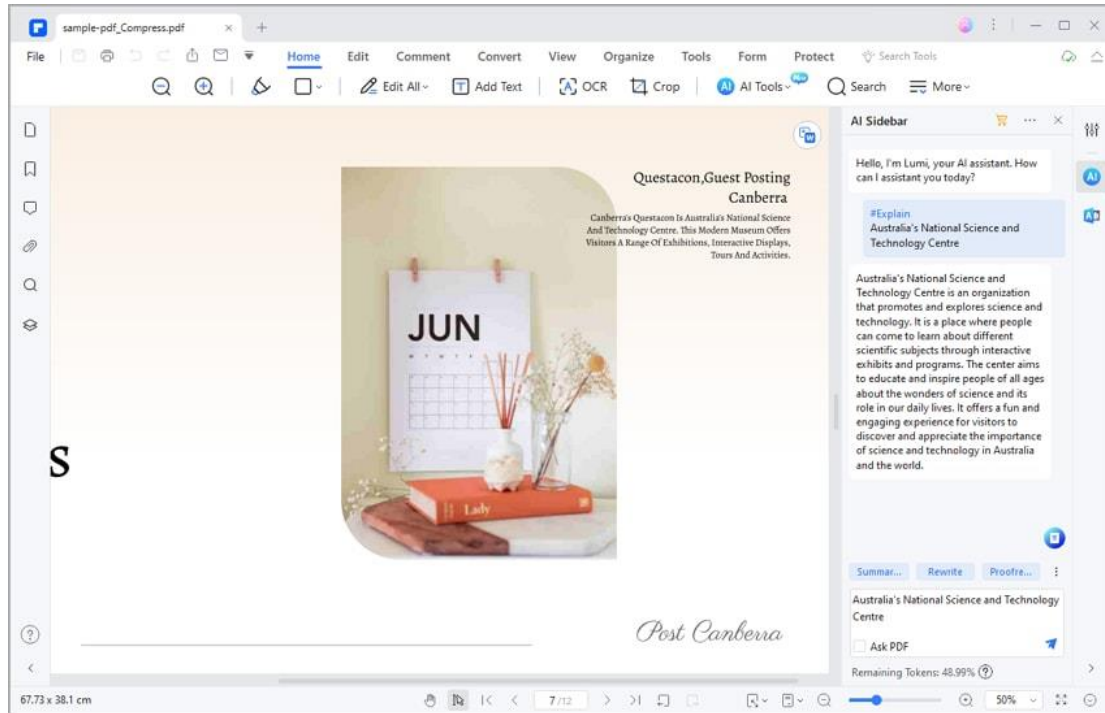 sample-pdf_Compress.pdf
File
Home Edit Comment Convert View Organize Tools Form Protect Search Tools
Edit All Add Text OCR Crop AI Tools Search More
W
Questacon,Guest Posting
Canberra
Canberra's Questacon Is Australia's National Science
And Technology Centre. This Modern Museum Offers
Visitors A Range Of Exhibitions, Interactive Displays,
Tours And Activities.
JUN
Lady
s
Post Canberra
AI Sidebar
Hello, I'm Lumi, your AI assistant. How
can I assistant you today?
#Explain
Australia's National Science and
Technology Centre
Australia's National Science and
Technology Centre is an organization
that promotes and explores science and
technology. It is a place where people
can come to learn about different
scientific subjects through interactive
exhibits and programs. The center aims
to educate and inspire people of all ages
about the wonders of science and its
role in our daily lives. It offers a fun and
engaging experience for visitors to
discover and appreciate the importance
of science and technology in Australia
and the world.
Summar... Rewrite Proofre...
Australia's National Science and Technology
Centre
Ask PDF
Remaining Tokens: 48.99%
67.73 x 38.1 cm
7 /12
50%